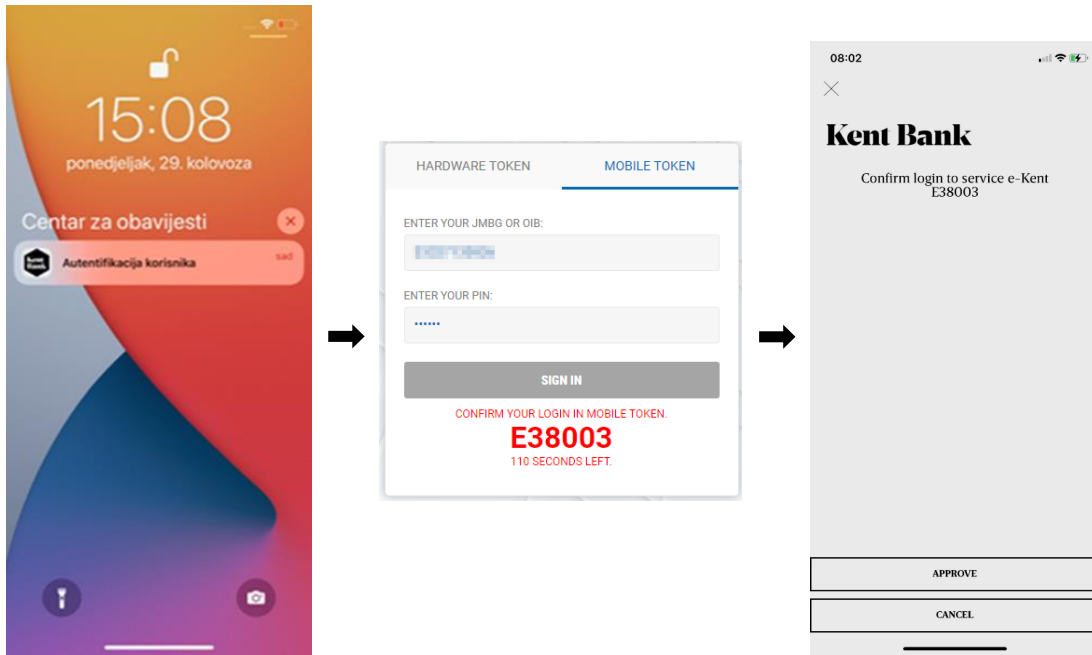 15:08
ponedjeljak, 29. kolovoza
Centar za obavijesti
Autentifikacija korisnika
sad
HARDWARE TOKEN
MOBILE TOKEN
ENTER YOUR JMBG OR OIB:
ENTER YOUR PIN:
SIGN IN
CONFIRM YOUR LOGIN IN MOBILE TOKEN.
E38003
110 SECONDS LEFT.
08:02
Kent Bank
Confirm login to service e-Kent
E38003
APPROVE
CANCEL